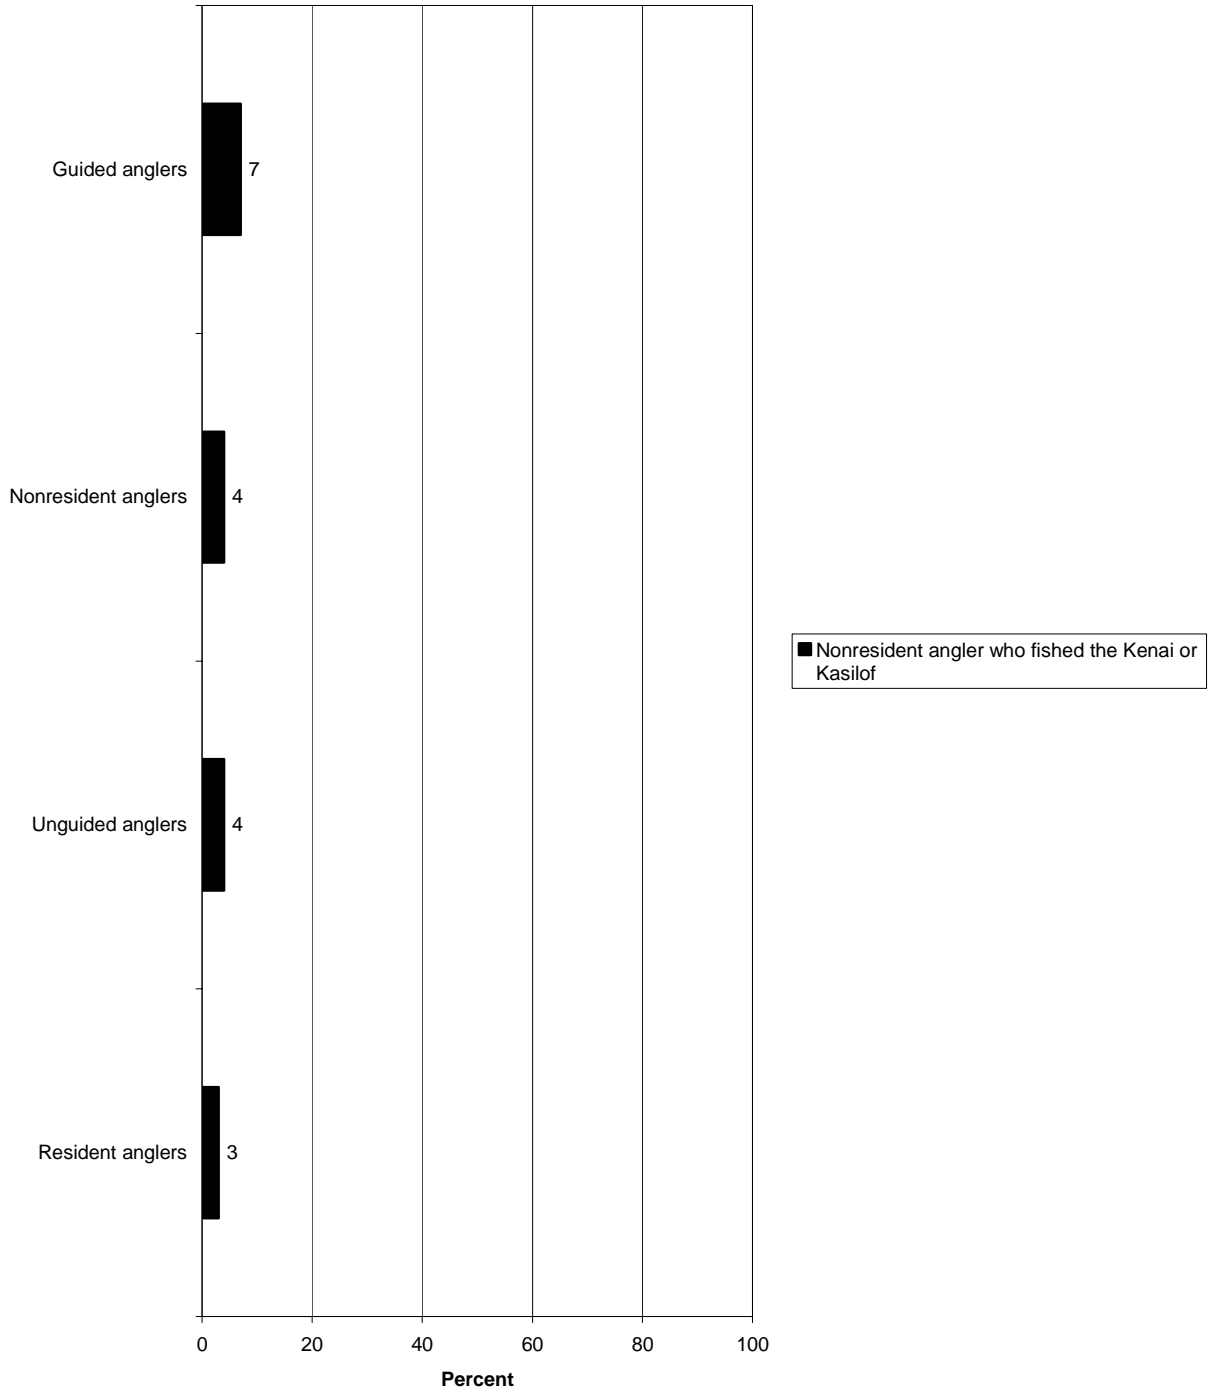 Guided anglers 7
Nonresident anglers 4
Nonresident angler who fished the Kenai or
Kasilof
Unguided anglers 4
Resident anglers 3
0 20 40 60 80 100
Percent